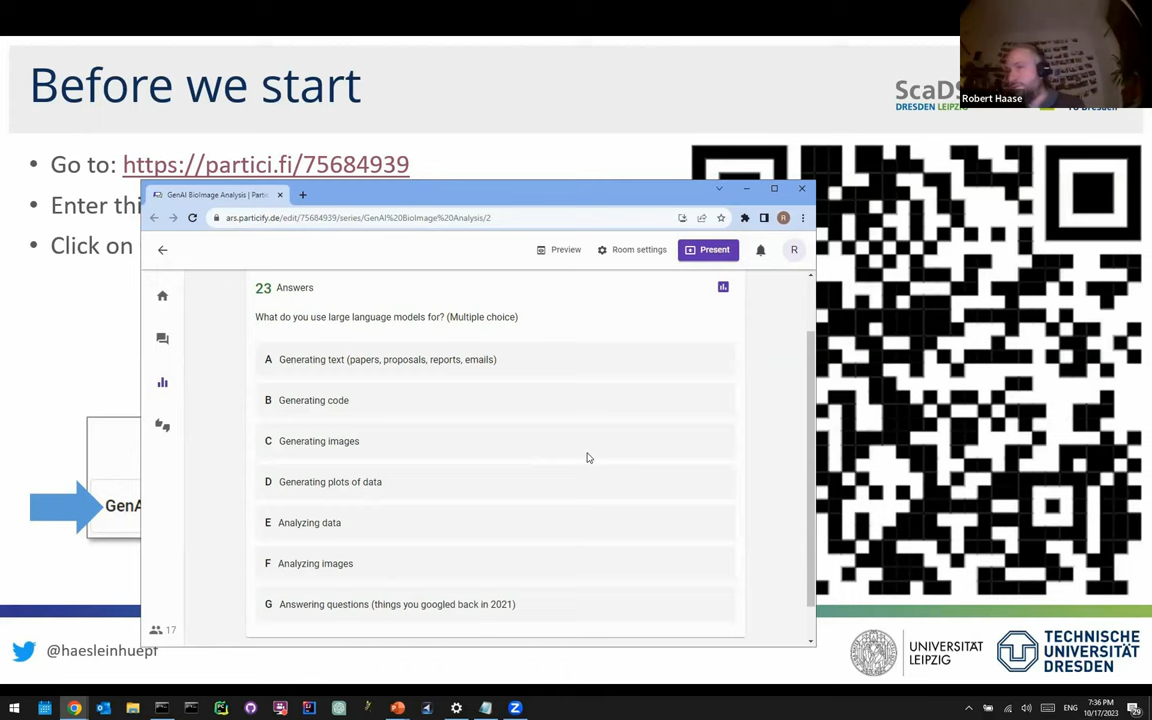 Before we start
ScaDS
DRESDEN LEIPZIG
Robert Haase
• Go to: https://partici.fi/75684939
• Enter thi
• Click on
GenAI BioImage Analysis | Partic
ars.particify.de/edit/75684939/series/GenAI%20BioImage%20Analysis/2
R
Preview
Room settings
Present
R
23 Answers
What do you use large language models for? (Multiple choice)
A Generating text (papers, proposals, reports, emails)
B Generating code
C Generating images
D Generating plots of data
E Analyzing data
F Analyzing images
G Answering questions (things you googled back in 2021)
GenA
17
@haesleinhuepf
UNIVERSITÄT
LEIPZIG
TECHNISCHE
UNIVERSITÄT
DRESDEN
ENG
7:36 PM
10/17/2023